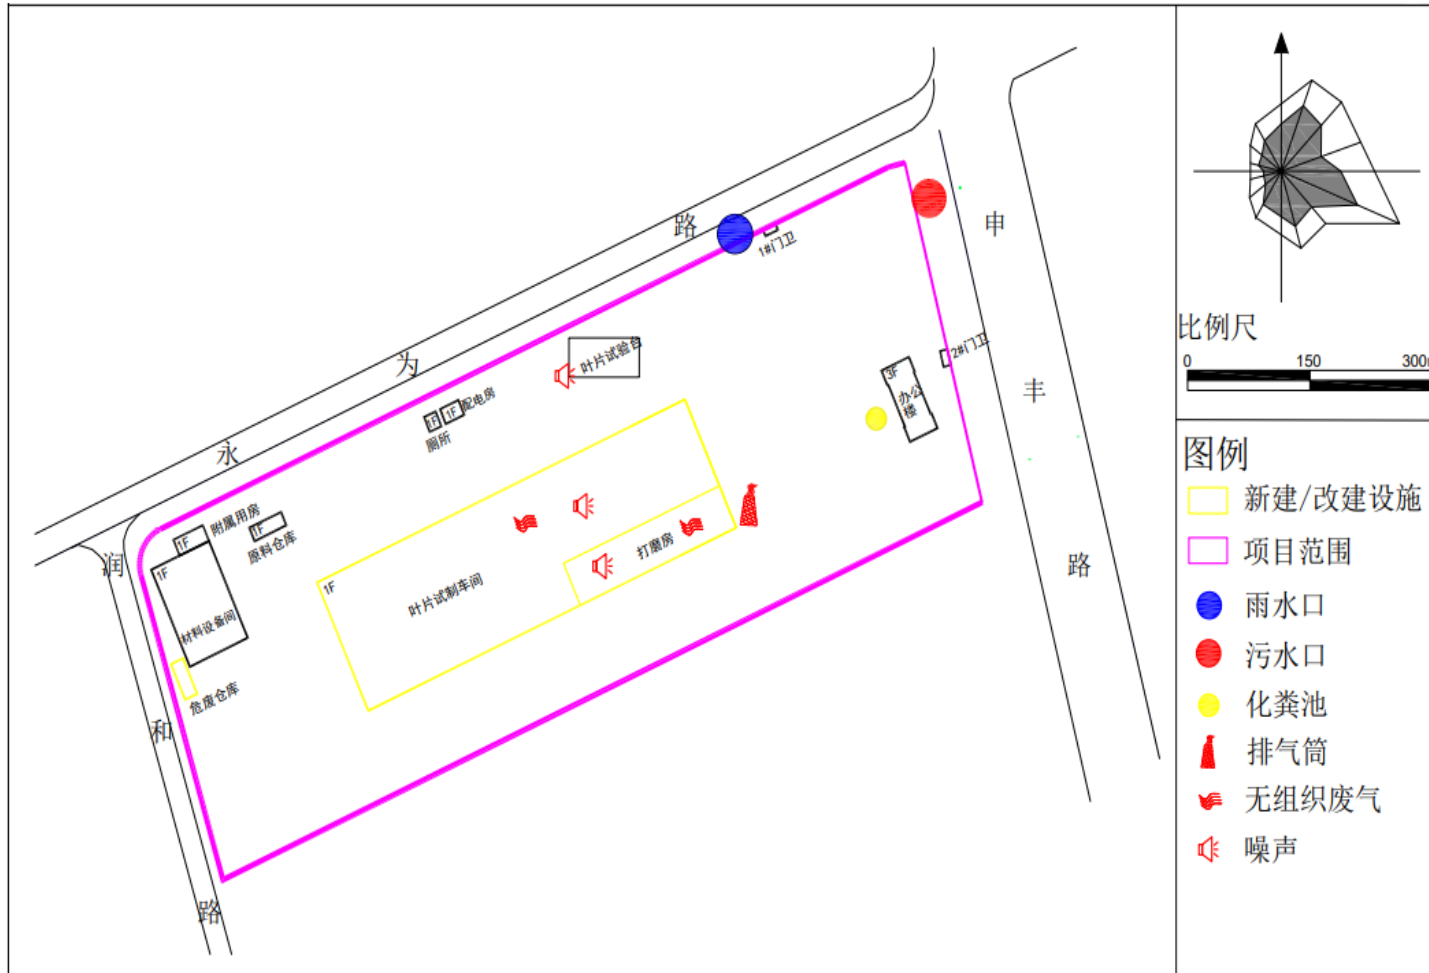 永为路
申丰路
润和路
1#门卫
2#门卫
叶片试验台
3F
办公楼
1F
配电房
1F
厕所
附属用房
1F
1F
原料仓库
1F
材料设备间
危废仓库
1F
叶片试制车间
打磨房
比例尺
0 150 300m
图例
新建/改建设施
项目范围
雨水口
污水口
化粪池
排气筒
无组织废气
噪声